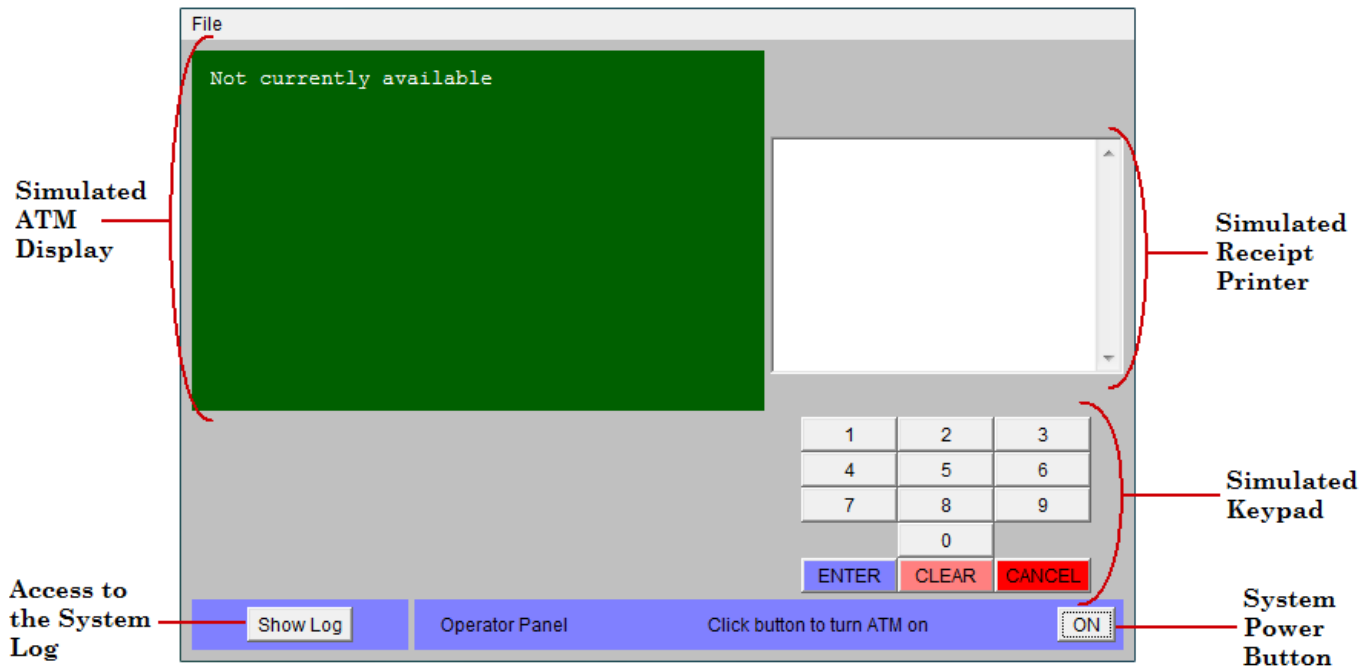 File
Not currently available
Simulated
ATM
Display
Simulated
Receipt
Printer
1 2 3
4 5 6
7 8 9
0
ENTER CLEAR CANCEL
Simulated
Keypad
Access to
the System
Log
Show Log
Operator Panel
Click button to turn ATM on
ON
System
Power
Button